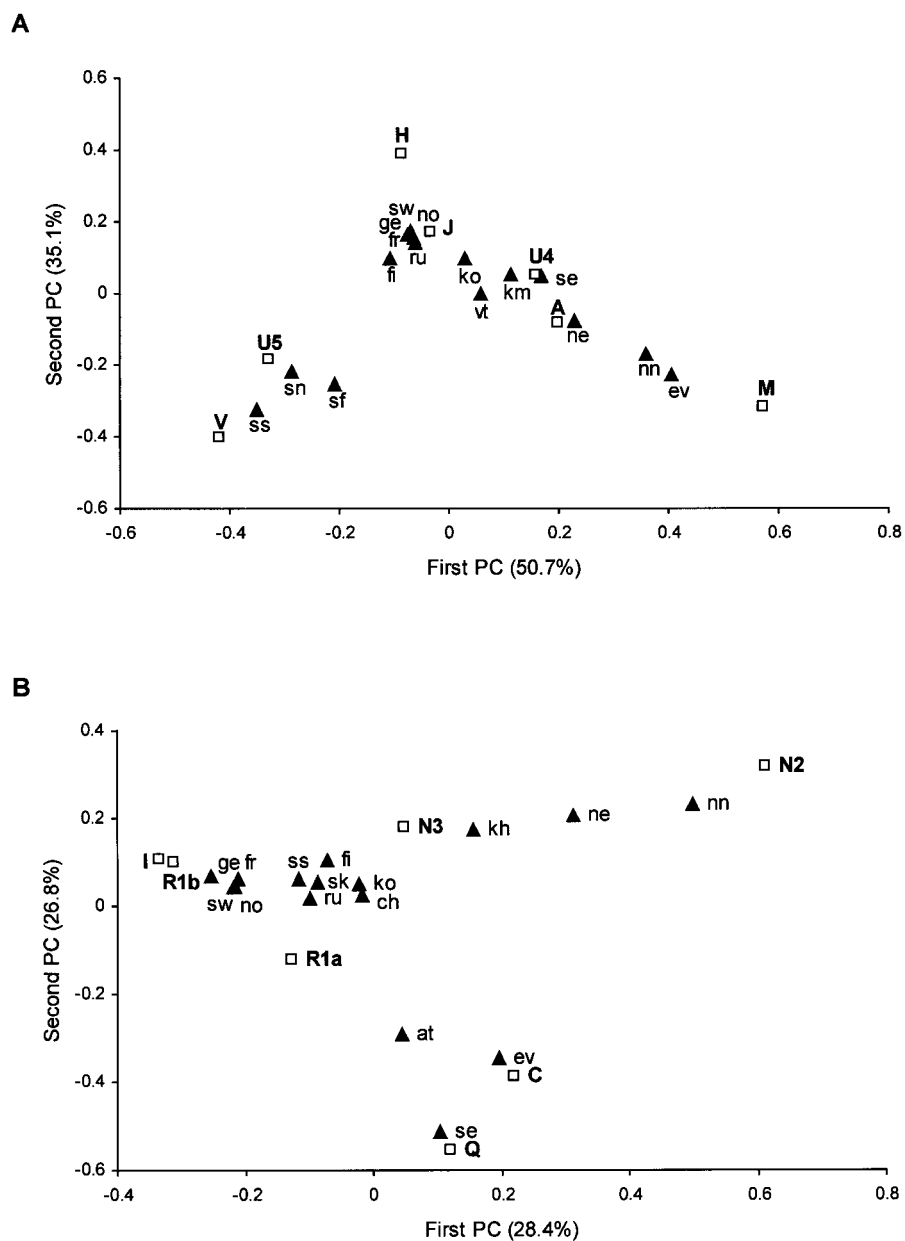 A
0.6
H
0.4
sw
no
J
ge
0.2
fr
ru
U4
fi
ko
km
se
0
vt
A
ne
U5
-0.2
sn
sf
nn
ev
M
V
ss
-0.4
-0.6
-0.6 -0.4 -0.2 0 0.2 0.4 0.6 0.8
Second PC (35.1%)
First PC (50.7%)
B
0.4
N2
nn
0.2
N3
kh
ne
I
ge fr
ss
fi
R1b
sk
ko
sw no
ru
ch
0
R1a
-0.2
at
ev
C
-0.4
se
Q
-0.6
-0.4 -0.2 0 0.2 0.4 0.6 0.8
Second PC (26.8%)
First PC (28.4%)